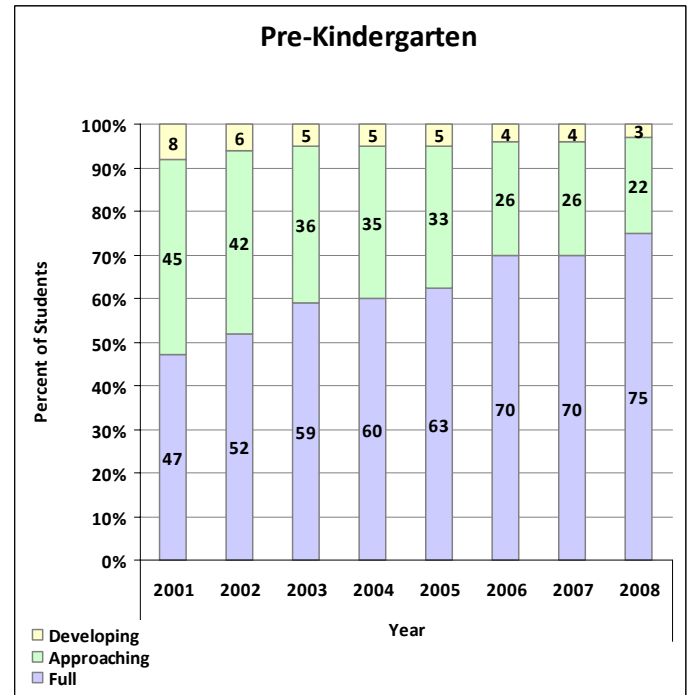 Pre-Kindergarten
100%
90%
80%
70%
60%
50%
40%
30%
20%
10%
0%
Percent of Students
8 6 5 5 5 4 4 3
45 42 36 35 33 26 26 22
47 52 59 60 63 70 70 75
2001 2002 2003 2004 2005 2006 2007 2008
Year
Developing
Approaching
Full